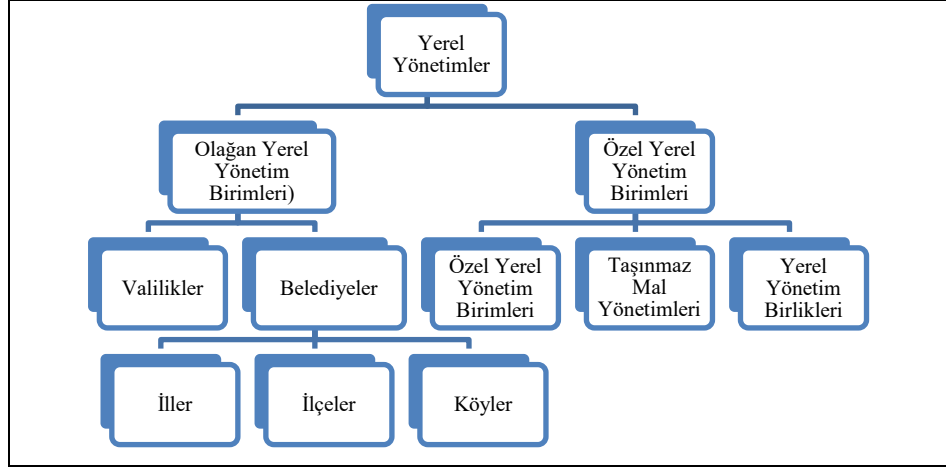 Yerel
Yönetimler
Olağan Yerel
Yönetim
Birimleri)
Özel Yerel
Yönetim
Birimleri
Valilikler
Belediyeler
Özel Yerel
Yönetim
Birimleri
Taşınmaz
Mal
Yönetimleri
Yerel
Yönetim
Birlikleri
İller
İlçeler
Köyler